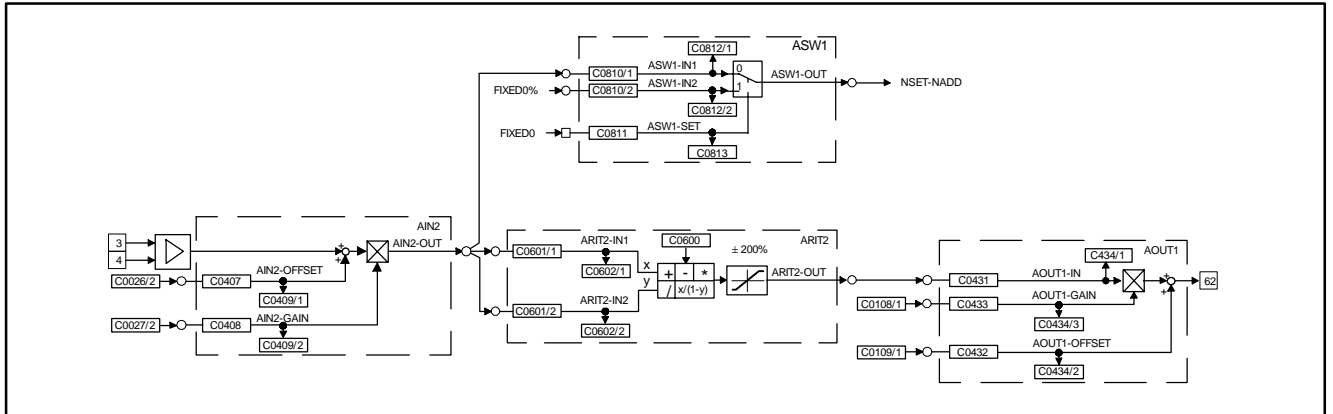 ASW1
C0812/1
C0810/1
ASW1-IN1
0
ASW1-OUT
NSET-NADD
FIXED0%
C0810/2
ASW1-IN2
1
C0812/2
FIXED0
C0811
ASW1-SET
C0813
AIN2
3
4
AIN2-OUT
C0026/2
C0407
AIN2-OFFSET
+
+
C0409/1
C0027/2
C0408
AIN2-GAIN
C0409/2
ARIT2
C0601/1
ARIT2-IN1
C0602/1
C0600
± 200%
x
y
+ - *
/ x/(1-y)
ARIT2-OUT
C0601/2
ARIT2-IN2
C0602/2
AOUT1
C434/1
C0431
AOUT1-IN
+
+
62
C0108/1
C0433
AOUT1-GAIN
C0434/3
C0109/1
C0432
AOUT1-OFFSET
C0434/2